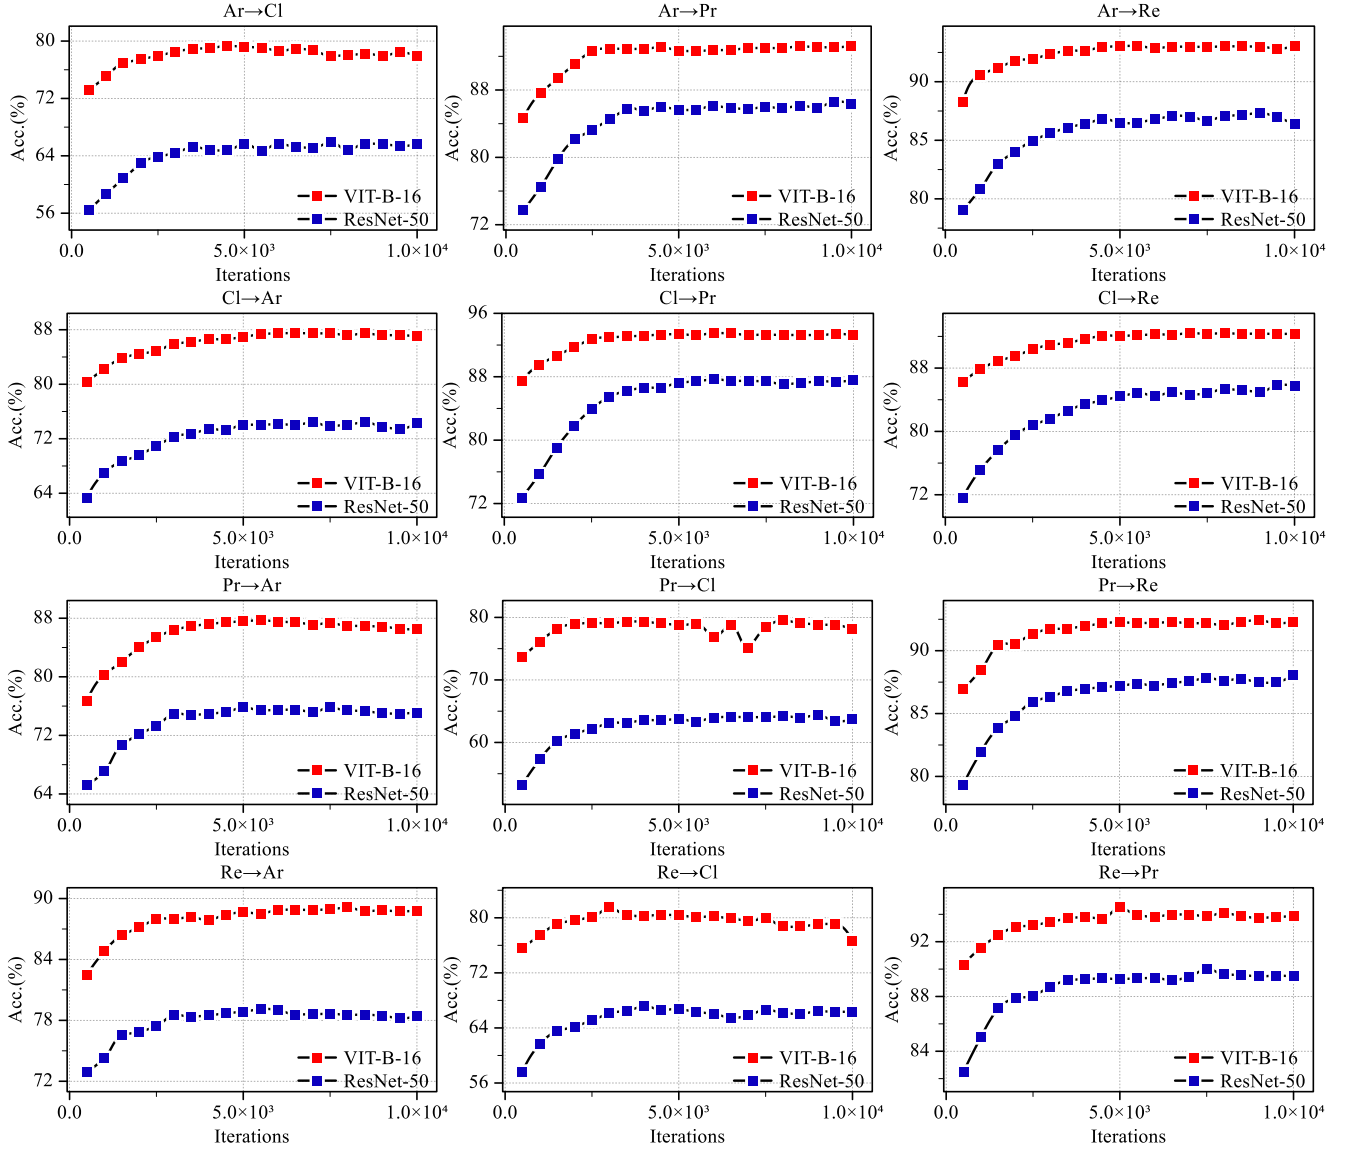 Ar→Cl
Acc.(%)
80
72
64
56
VIT-B-16
ResNet-50
0.0
5.0×10³
1.0×10⁴
Iterations
Ar→Pr
Acc.(%)
88
80
72
VIT-B-16
ResNet-50
0.0
5.0×10³
1.0×10⁴
Iterations
Ar→Re
Acc.(%)
90
85
80
VIT-B-16
ResNet-50
0.0
5.0×10³
1.0×10⁴
Iterations
Cl→Ar
Acc.(%)
88
80
72
64
VIT-B-16
ResNet-50
0.0
5.0×10³
1.0×10⁴
Iterations
Cl→Pr
Acc.(%)
96
88
80
72
VIT-B-16
ResNet-50
0.0
5.0×10³
1.0×10⁴
Iterations
Cl→Re
Acc.(%)
88
80
72
VIT-B-16
ResNet-50
0.0
5.0×10³
1.0×10⁴
Iterations
Pr→Ar
Acc.(%)
88
80
72
64
VIT-B-16
ResNet-50
0.0
5.0×10³
1.0×10⁴
Iterations
Pr→Cl
Acc.(%)
80
70
60
VIT-B-16
ResNet-50
0.0
5.0×10³
1.0×10⁴
Iterations
Pr→Re
Acc.(%)
90
85
80
VIT-B-16
ResNet-50
0.0
5.0×10³
1.0×10⁴
Iterations
Re→Ar
Acc.(%)
90
84
78
72
VIT-B-16
ResNet-50
0.0
5.0×10³
1.0×10⁴
Iterations
Re→Cl
Acc.(%)
80
72
64
56
VIT-B-16
ResNet-50
0.0
5.0×10³
1.0×10⁴
Iterations
Re→Pr
Acc.(%)
92
88
84
VIT-B-16
ResNet-50
0.0
5.0×10³
1.0×10⁴
Iterations